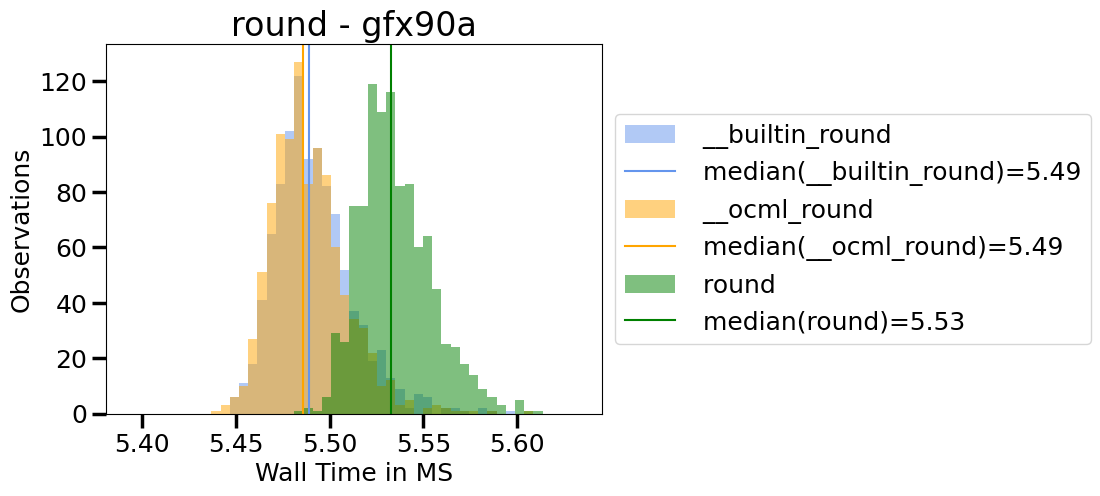 round - gfx90a
Observations
120
100
80
60
40
20
0
5.40 5.45 5.50 5.55 5.60
Wall Time in MS
__builtin_round
median(__builtin_round)=5.49
__ocml_round
median(__ocml_round)=5.49
round
median(round)=5.53